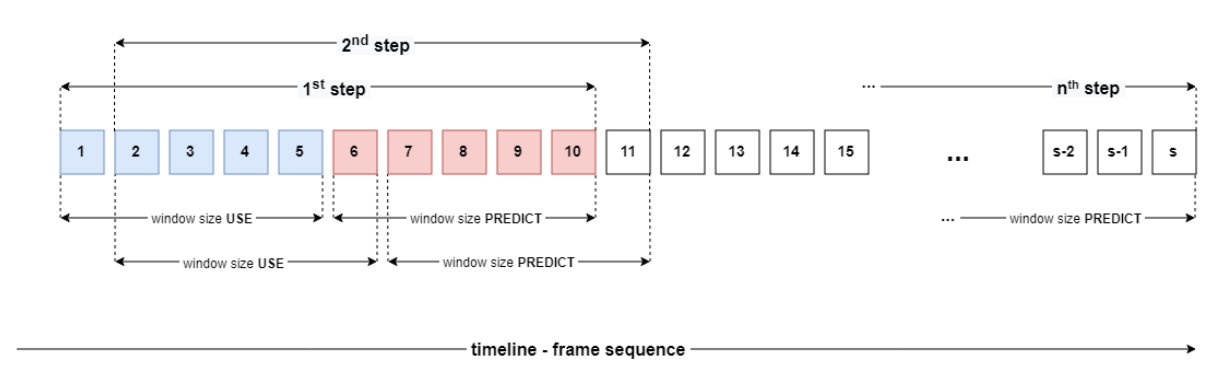 2nd step
1st step
... nth step
1 2 3 4 5 6 7 8 9 10 11 12 13 14 15 ... s-2 s-1 s
window size USE window size PREDICT ... window size PREDICT
window size USE window size PREDICT
timeline - frame sequence